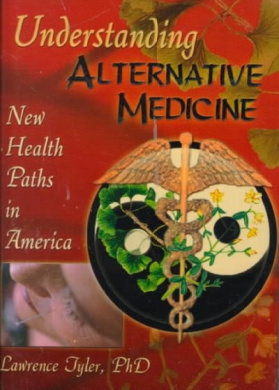 Understanding
ALTERNATIVE
MEDICINE
New
Health
Paths
in
America
Lawrence Tyler, PhD